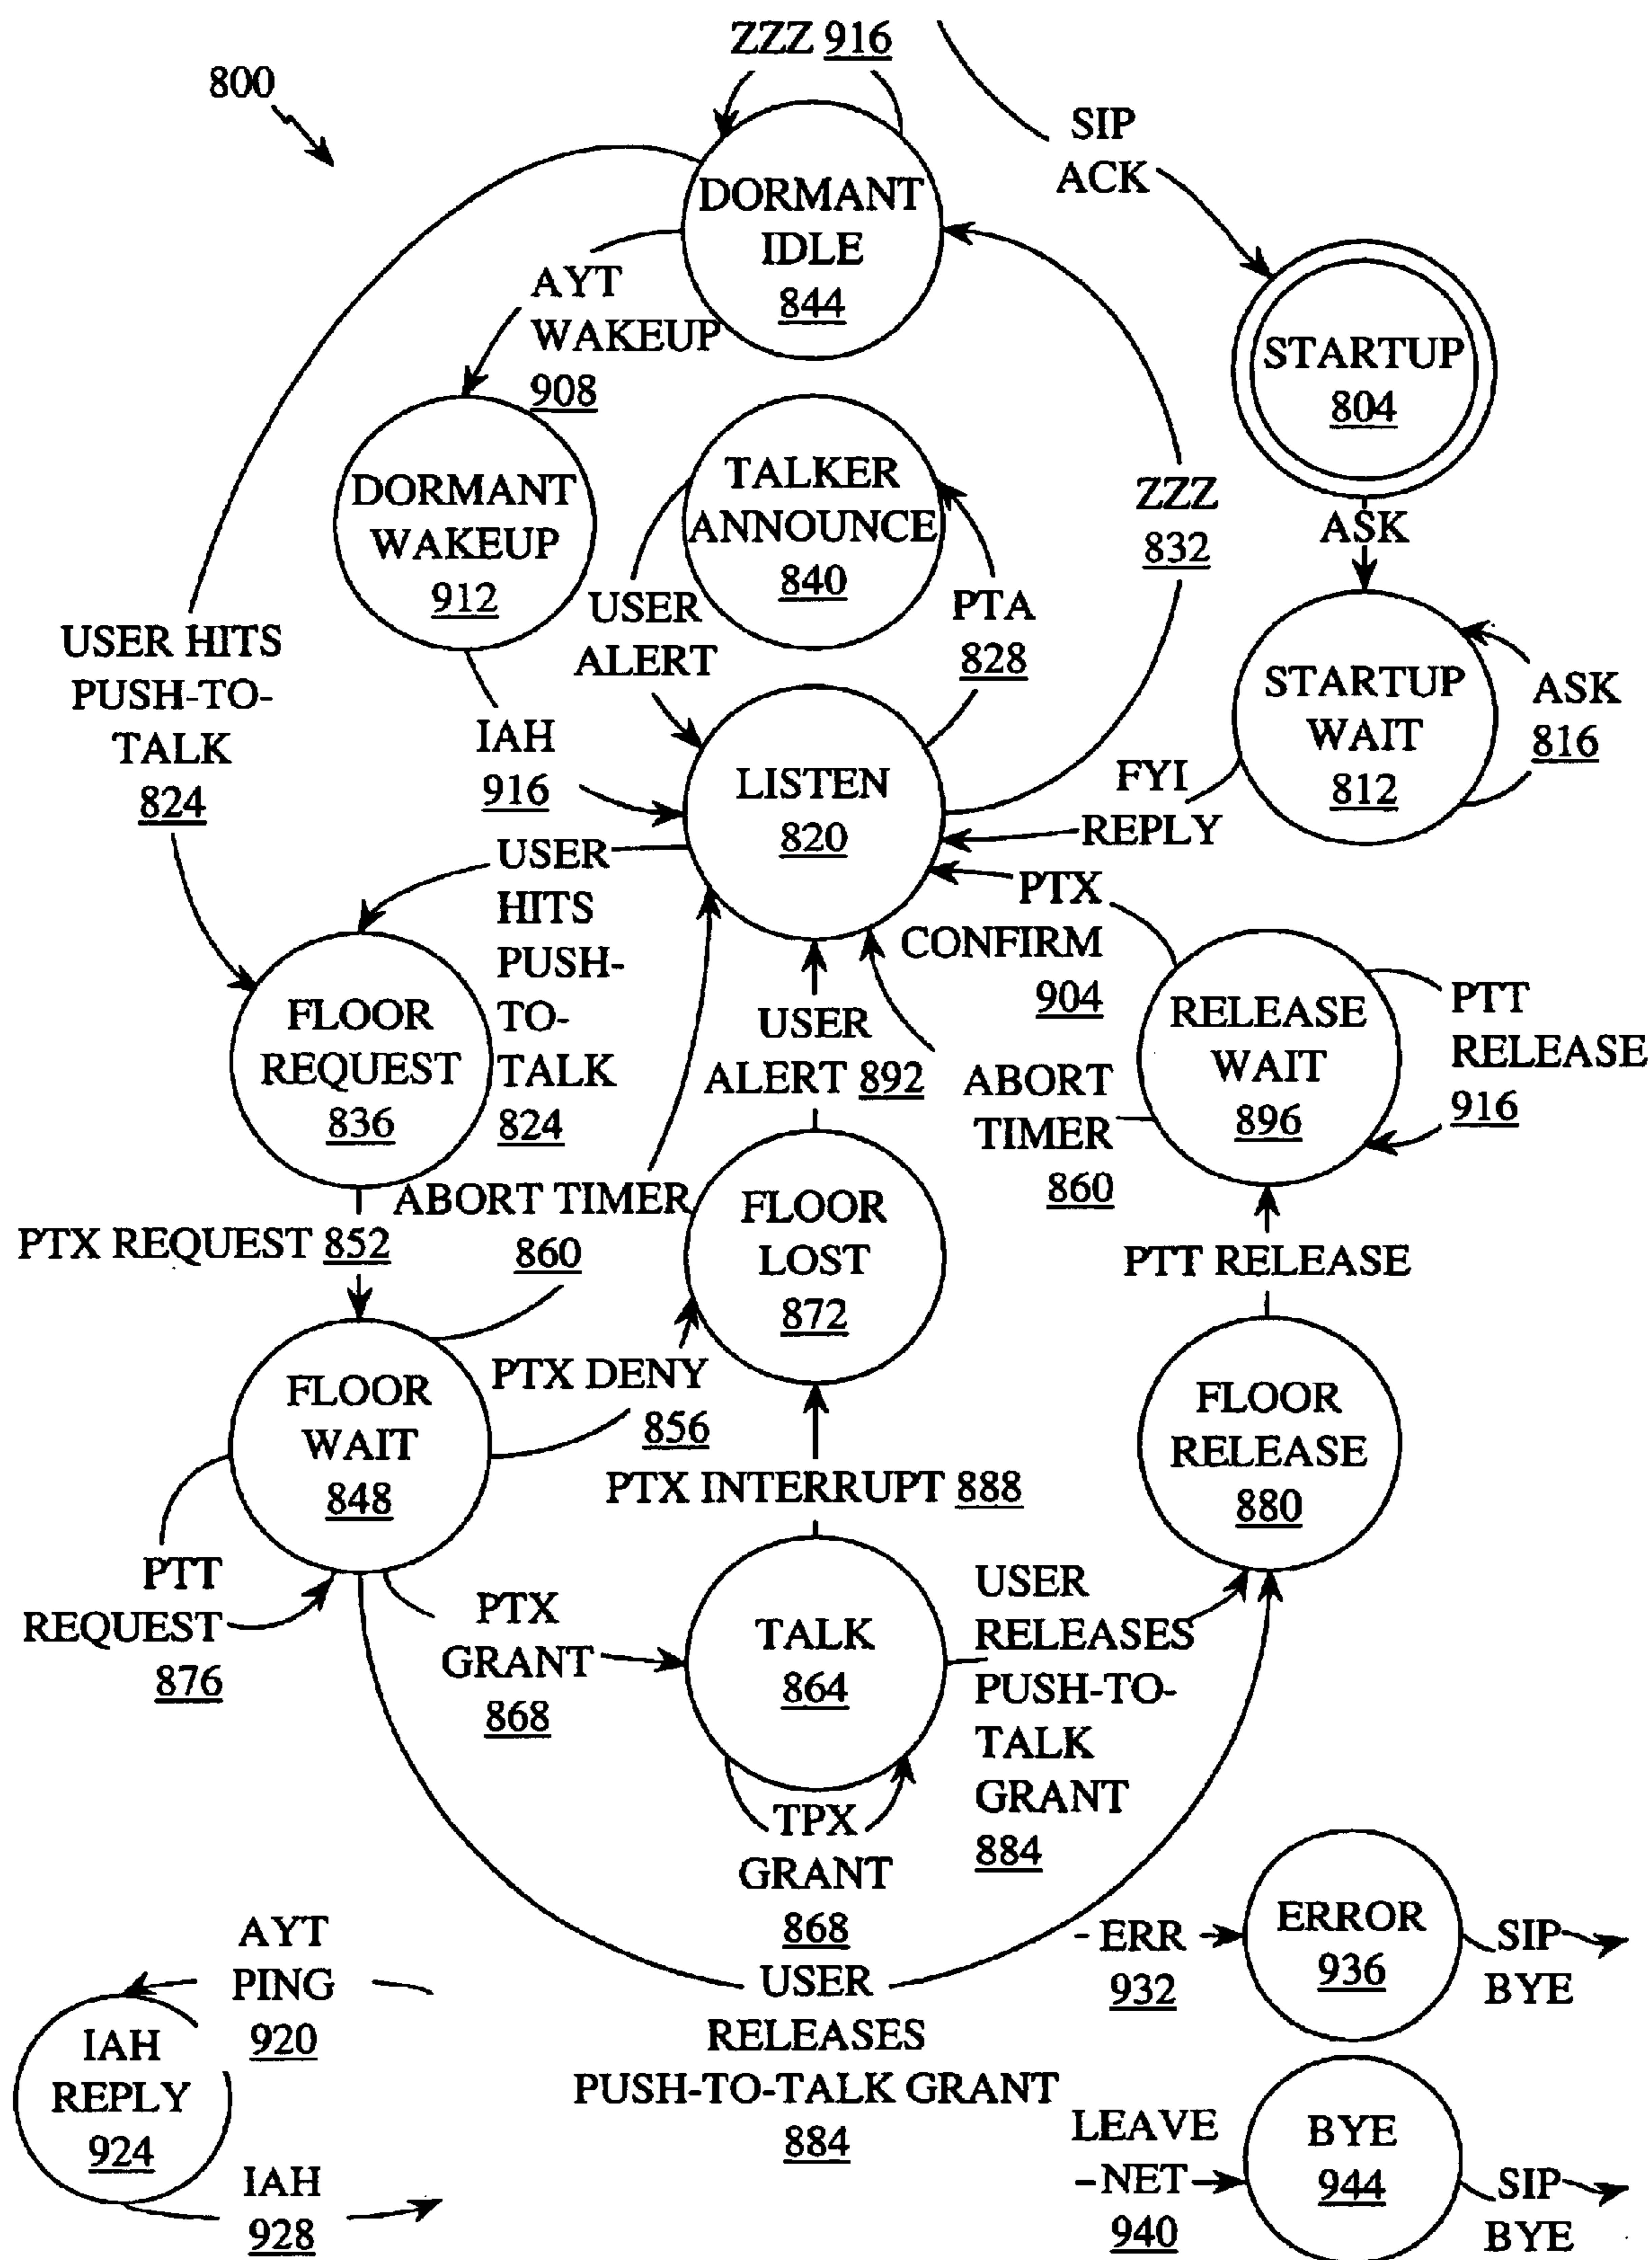 ZZZ 916
800
SIP
ACK
DORMANT
IDLE
844
AYT
WAKEUP
908
STARTUP
804
ASK
DORMANT
WAKEUP
912
TALKER
ANNOUNCE
840
ZZZ
832
USER
ALERT
PTA
828
STARTUP
WAIT
812
ASK
816
USER HITS
PUSH-TO-
TALK
824
IAH
916
LISTEN
820
FYI
REPLY
USER
HITS
PUSH-
TO-
TALK
824
PTX
CONFIRM
904
FLOOR
REQUEST
836
USER
ALERT 892
ABORT
TIMER
860
RELEASE
WAIT
896
PTT
RELEASE
916
PTX REQUEST 852
ABORT TIMER
860
FLOOR
LOST
872
PTT RELEASE
FLOOR
WAIT
848
PTX DENY
856
FLOOR
RELEASE
880
PTX INTERRUPT 888
PTT
REQUEST
876
PTX
GRANT
868
TALK
864
USER
RELEASES
PUSH-TO-
TALK
GRANT
884
TPX
GRANT
868
USER
RELEASES
PUSH-TO-TALK GRANT
884
AYT
PING
920
IAH
REPLY
924
IAH
928
ERR
932
ERROR
936
SIP
BYE
LEAVE
NET
940
BYE
944
SIP
BYE